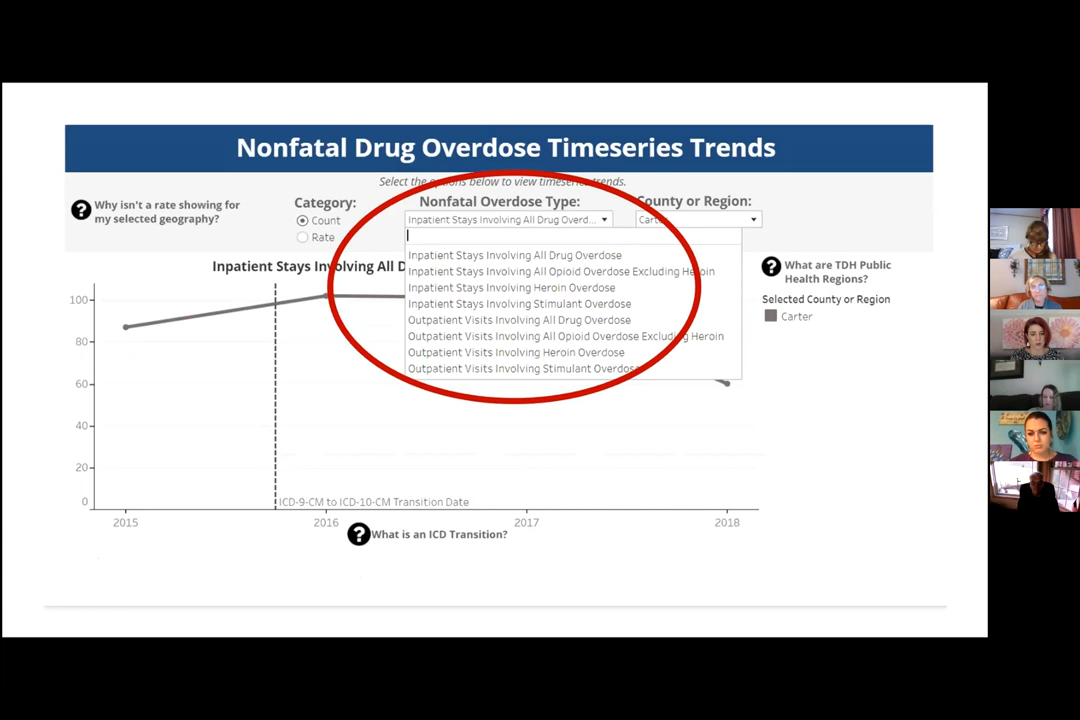 Nonfatal Drug Overdose Timeseries Trends
Select the options below to view timeseries trends.
Why isn't a rate showing for
my selected geography?
Category:
Count
Rate
Nonfatal Overdose Type:
Inpatient Stays Involving All Drug Overd...
County or Region:
Carter
Inpatient Stays Involving All Drug Overdose
Inpatient Stays Involving All Opioid Overdose Excluding Heroin
Inpatient Stays Involving Heroin Overdose
Inpatient Stays Involving Stimulant Overdose
Outpatient Visits Involving All Drug Overdose
Outpatient Visits Involving All Opioid Overdose Excluding Heroin
Outpatient Visits Involving Heroin Overdose
Outpatient Visits Involving Stimulant Overdose
Inpatient Stays Involving All D
What are TDH Public
Health Regions?
Selected County or Region
Carter
100
80
60
40
20
0
ICD-9-CM to ICD-10-CM Transition Date
2015
2016
2017
2018
What is an ICD Transition?